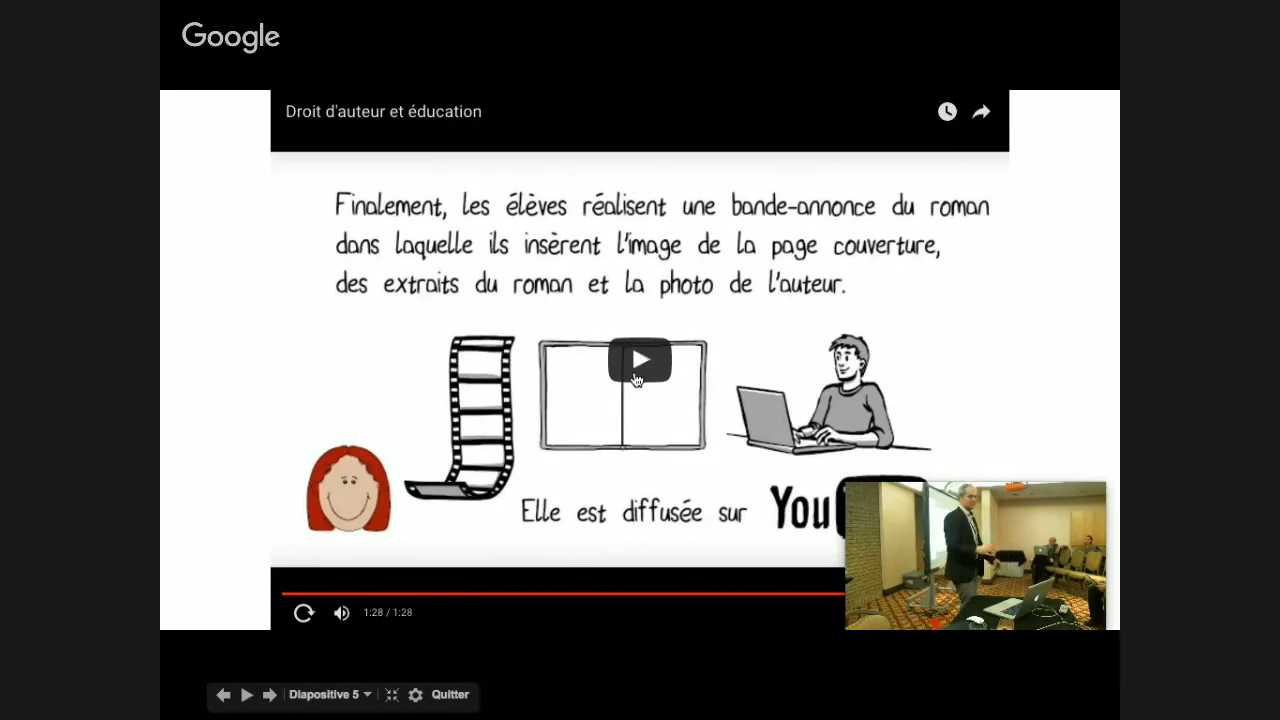 Google
Droit d'auteur et éducation
Finalement, les élèves réalisent une bande-annonce du roman
dans laquelle ils insèrent l'image de la page couverture,
des extraits du roman et la photo de l'auteur.
Elle est diffusée sur You
1:28 / 1:28
Diapositive 5
Quitter